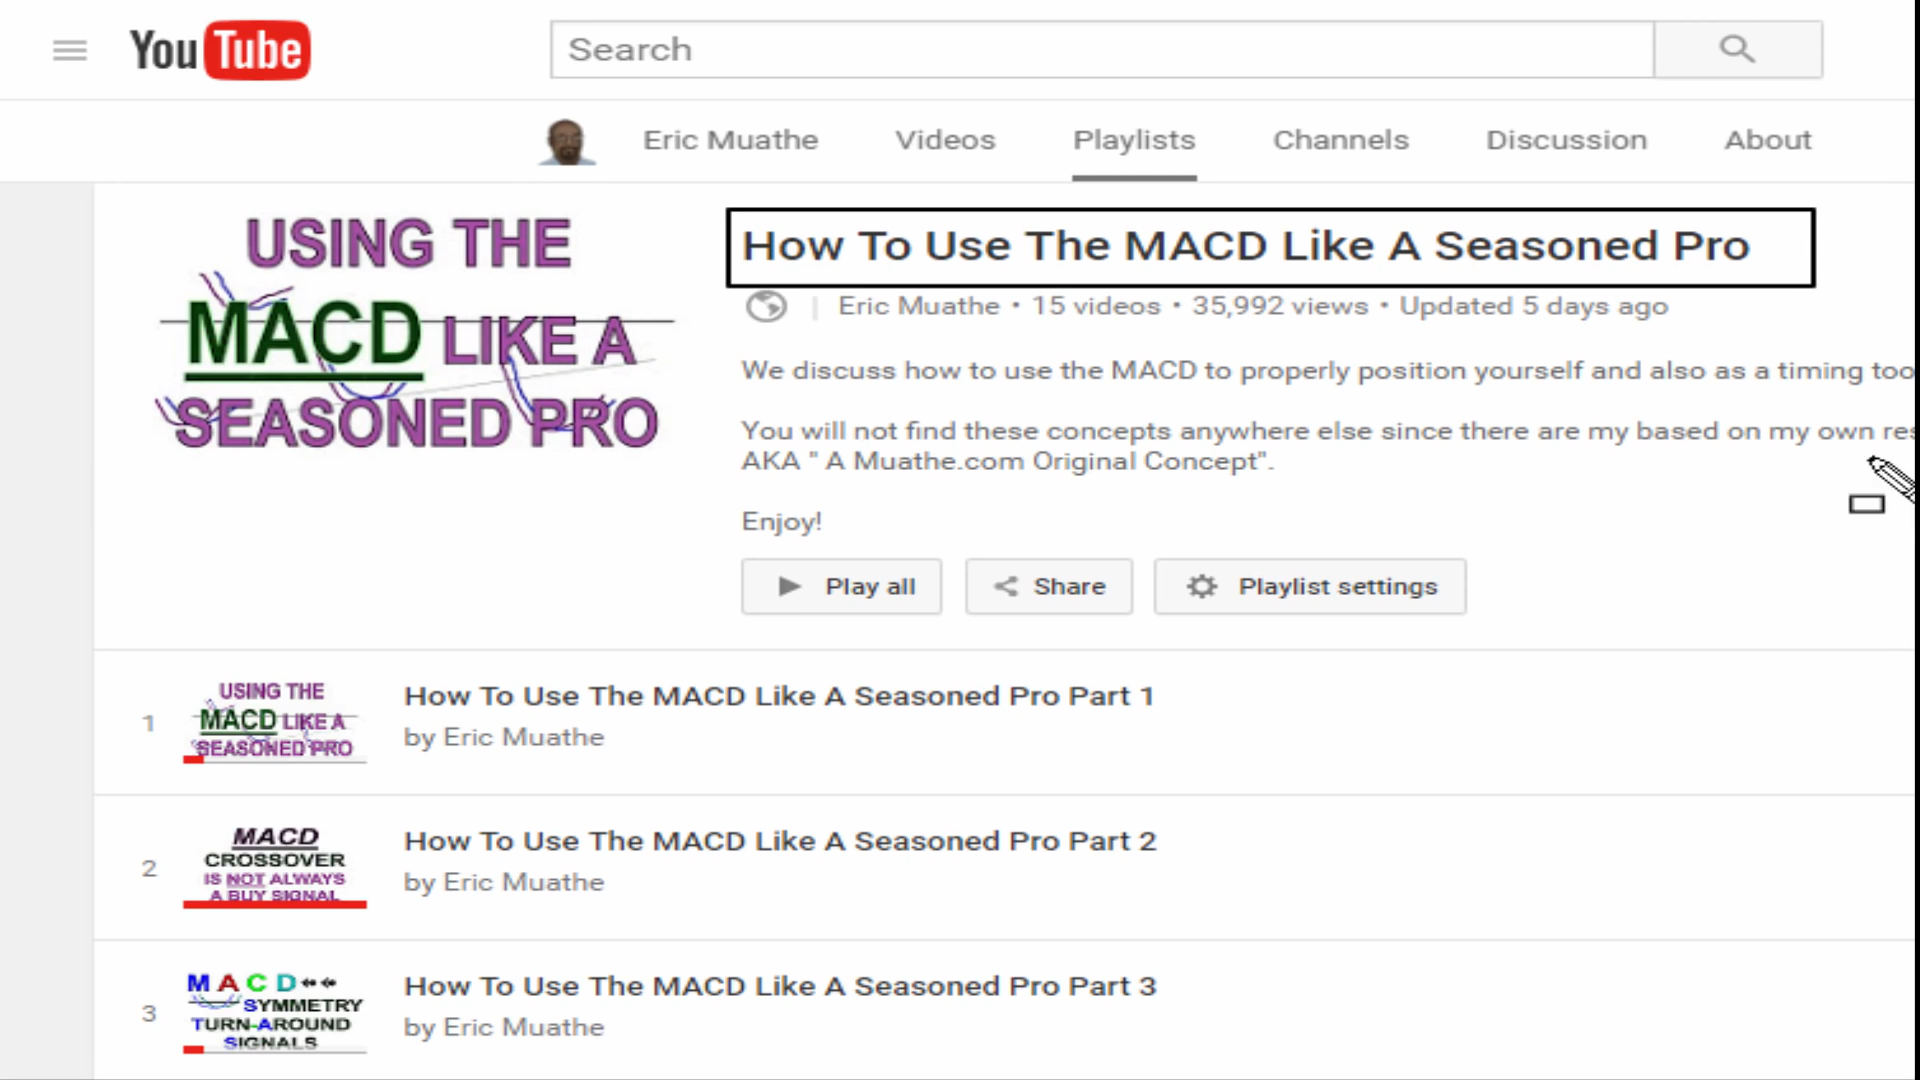 YouTube
Search
Eric Muathe Videos Playlists Channels Discussion About
USING THE
MACD LIKE A
SEASONED PRO
How To Use The MACD Like A Seasoned Pro
Eric Muathe • 15 videos • 35,992 views • Updated 5 days ago
We discuss how to use the MACD to properly position yourself and also as a timing
You will not find these concepts anywhere else since there are my based on my own
AKA " A Muathe.com Original Concept".
Enjoy!
Play all Share Playlist settings
1
USING THE
MACD LIKE A
SEASONED PRO
How To Use The MACD Like A Seasoned Pro Part 1
by Eric Muathe
2
MACD
CROSSOVER
IS NOT ALWAYS
A BUY SIGNAL
How To Use The MACD Like A Seasoned Pro Part 2
by Eric Muathe
3
MACD
SYMMETRY
TURN-AROUND
SIGNALS
How To Use The MACD Like A Seasoned Pro Part 3
by Eric Muathe